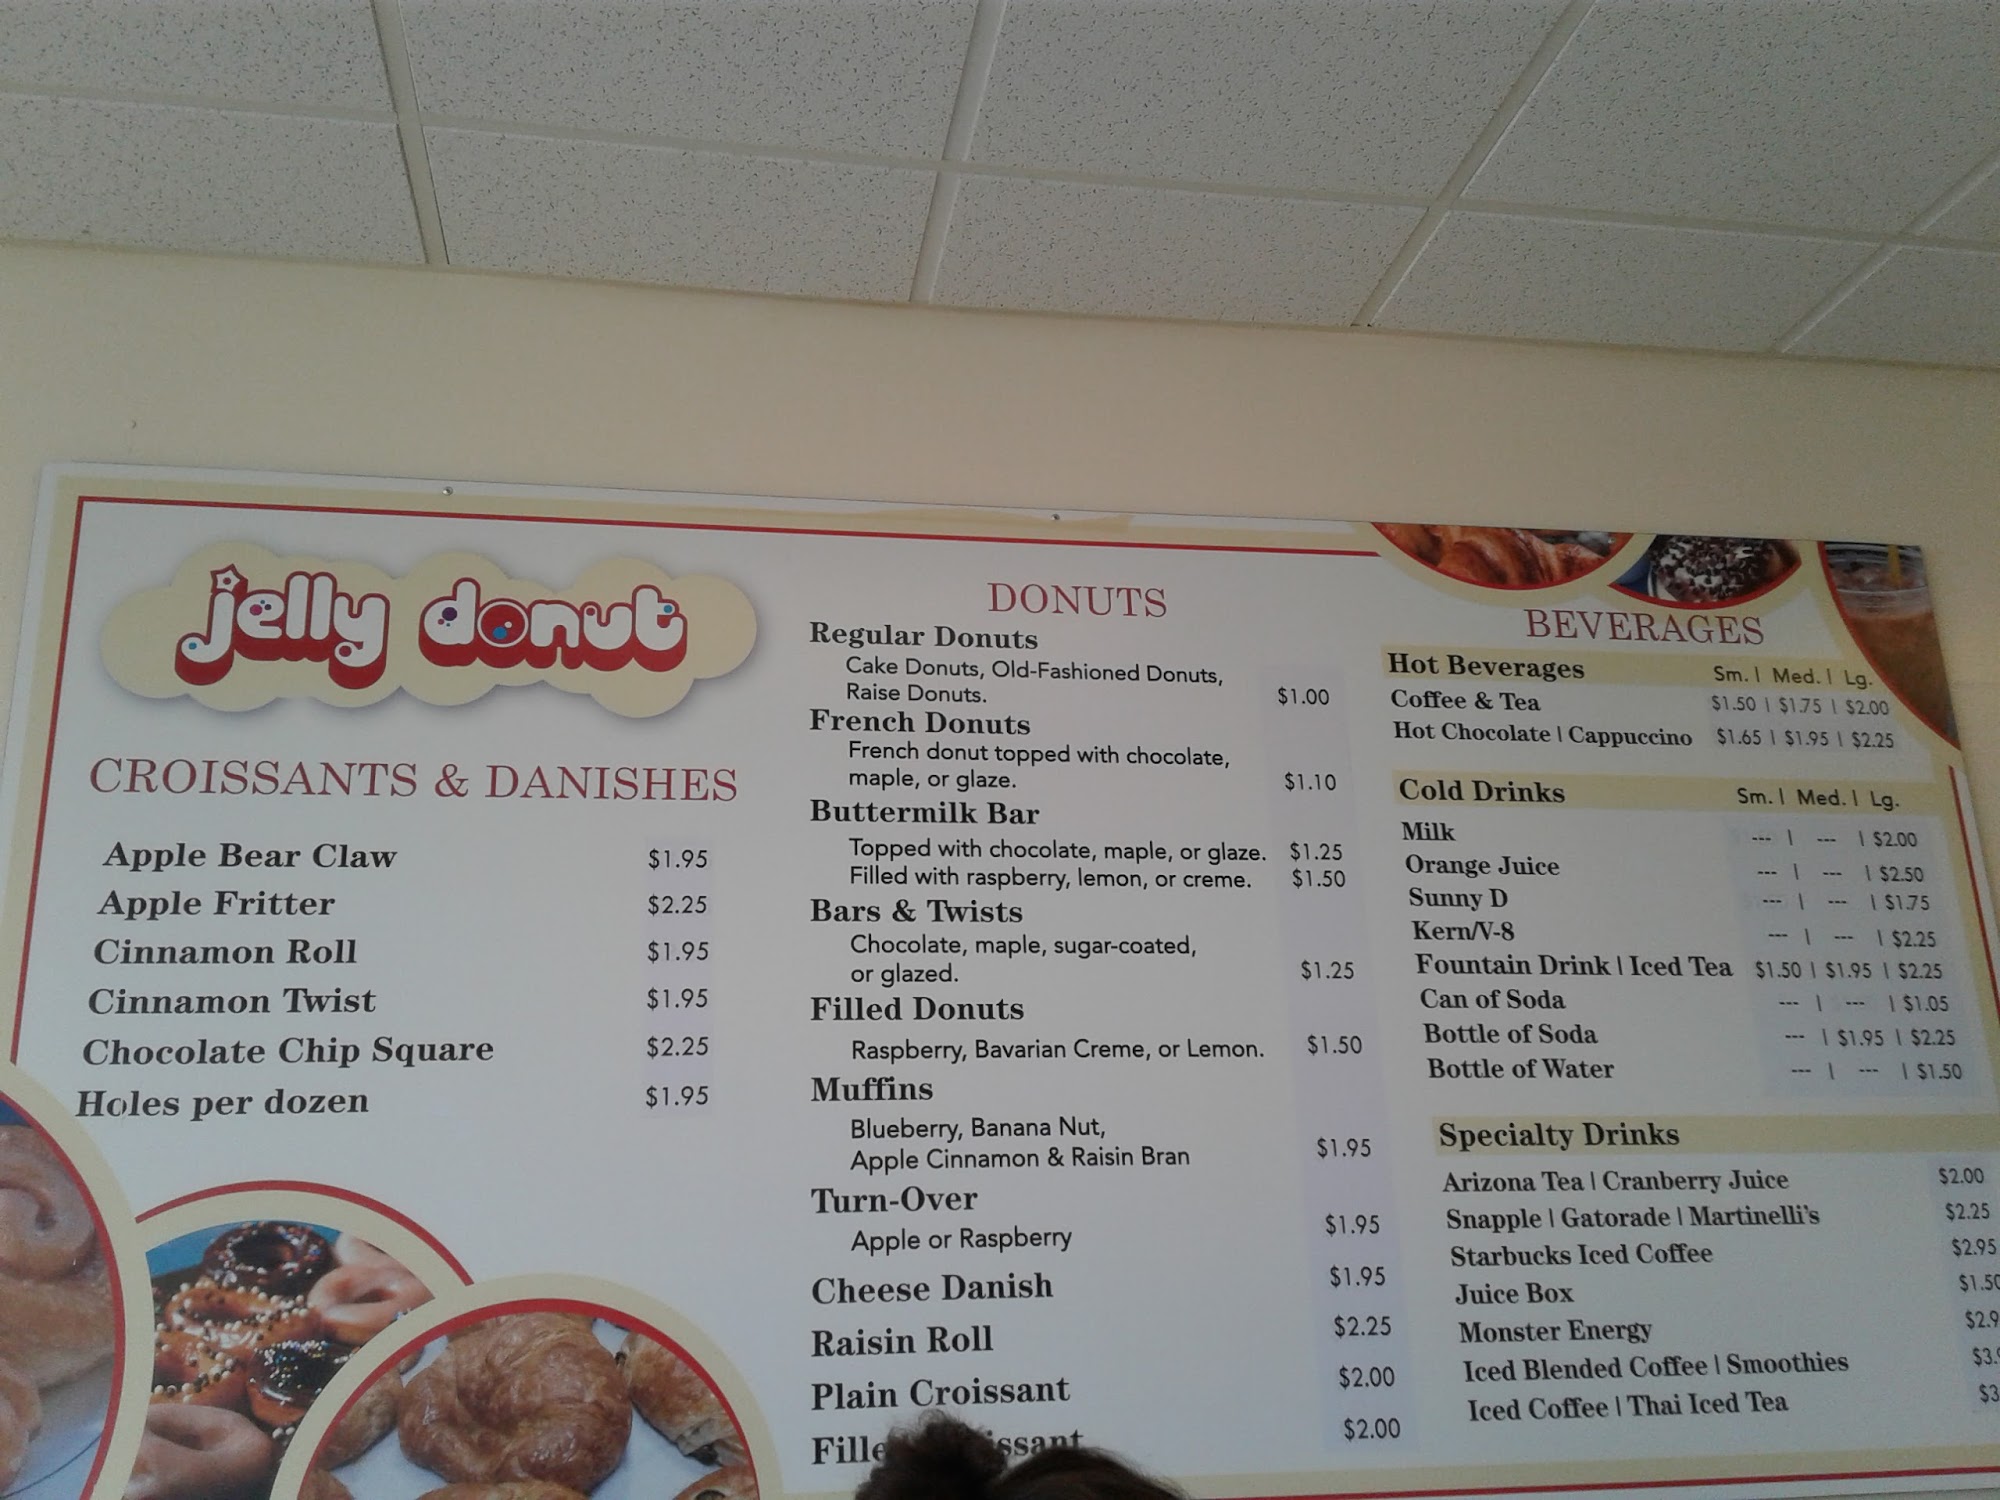 jelly donut
CROISSANTS & DANISHES
Apple Bear Claw $1.95
Apple Fritter $2.25
Cinnamon Roll $1.95
Cinnamon Twist $1.95
Chocolate Chip Square $2.25
Holes per dozen $1.95
DONUTS
Regular Donuts
Cake Donuts, Old-Fashioned Donuts,
Raise Donuts. $1.00
French Donuts
French donut topped with chocolate,
maple, or glaze. $1.10
Buttermilk Bar
Topped with chocolate, maple, or glaze. $1.25
Filled with raspberry, lemon, or creme. $1.50
Bars & Twists
Chocolate, maple, sugar-coated,
or glazed. $1.25
Filled Donuts
Raspberry, Bavarian Creme, or Lemon. $1.50
Muffins
Blueberry, Banana Nut,
Apple Cinnamon & Raisin Bran $1.95
Turn-Over
Apple or Raspberry $1.95
Cheese Danish $1.95
Raisin Roll $2.25
Plain Croissant $2.00
$2.00
BEVERAGES
Hot Beverages Sm. | Med. | Lg.
Coffee & Tea $1.50 | $1.75 | $2.00
Hot Chocolate | Cappuccino $1.65 | $1.95 | $2.25
Cold Drinks Sm. | Med. | Lg.
Milk --- | --- | $2.00
Orange Juice --- | --- | $2.50
Sunny D --- | --- | $1.75
Kern/V-8 --- | --- | $2.25
Fountain Drink | Iced Tea $1.50 | $1.95 | $2.25
Can of Soda --- | --- | $1.05
Bottle of Soda --- | $1.95 | $2.25
Bottle of Water --- | --- | $1.50
Specialty Drinks
Arizona Tea | Cranberry Juice $2.00
Snapple | Gatorade | Martinelli's $2.25
Starbucks Iced Coffee $2.95
Juice Box $1.50
Monster Energy
Iced Blended Coffee | Smoothies
Iced Coffee | Thai Iced Tea